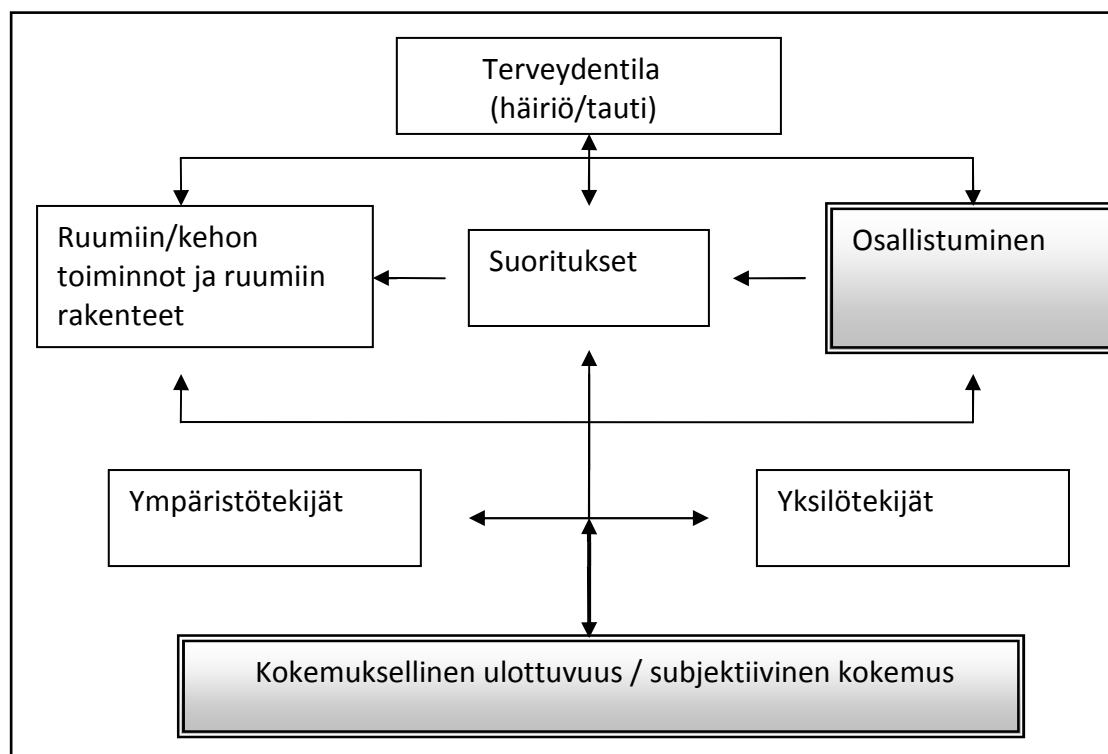 Terveydentila
(häiriö/tauti)
Ruumiin/kehon
toiminnot ja ruumiin
rakenteet
Suoritukset
Osallistuminen
Ympäristötekijät
Yksilötekijät
Kokemuksellinen ulottuvuus / subjektiivinen kokemus